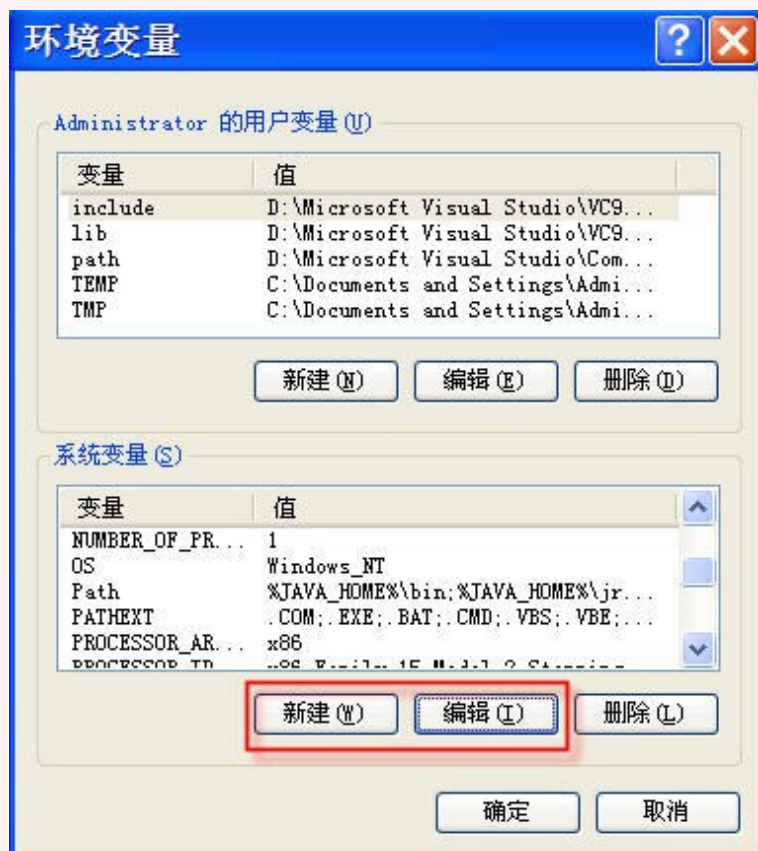 环境变量
Administrator 的用户变量(U)
变量 值
include D:\Microsoft Visual Studio\VC9...
lib D:\Microsoft Visual Studio\VC9...
path D:\Microsoft Visual Studio\Com...
TEMP C:\Documents and Settings\Admi...
TMP C:\Documents and Settings\Admi...
新建(N) 编辑(E) 删除(D)
系统变量(S)
变量 值
NUMBER_OF_PR... 1
OS Windows_NT
Path %JAVA_HOME%\bin;%JAVA_HOME%\jr...
PATHEXT .COM;.EXE;.BAT;.CMD;.VBS;.VBE;...
PROCESSOR_AR... x86
新建(W) 编辑(I) 删除(L)
确定 取消